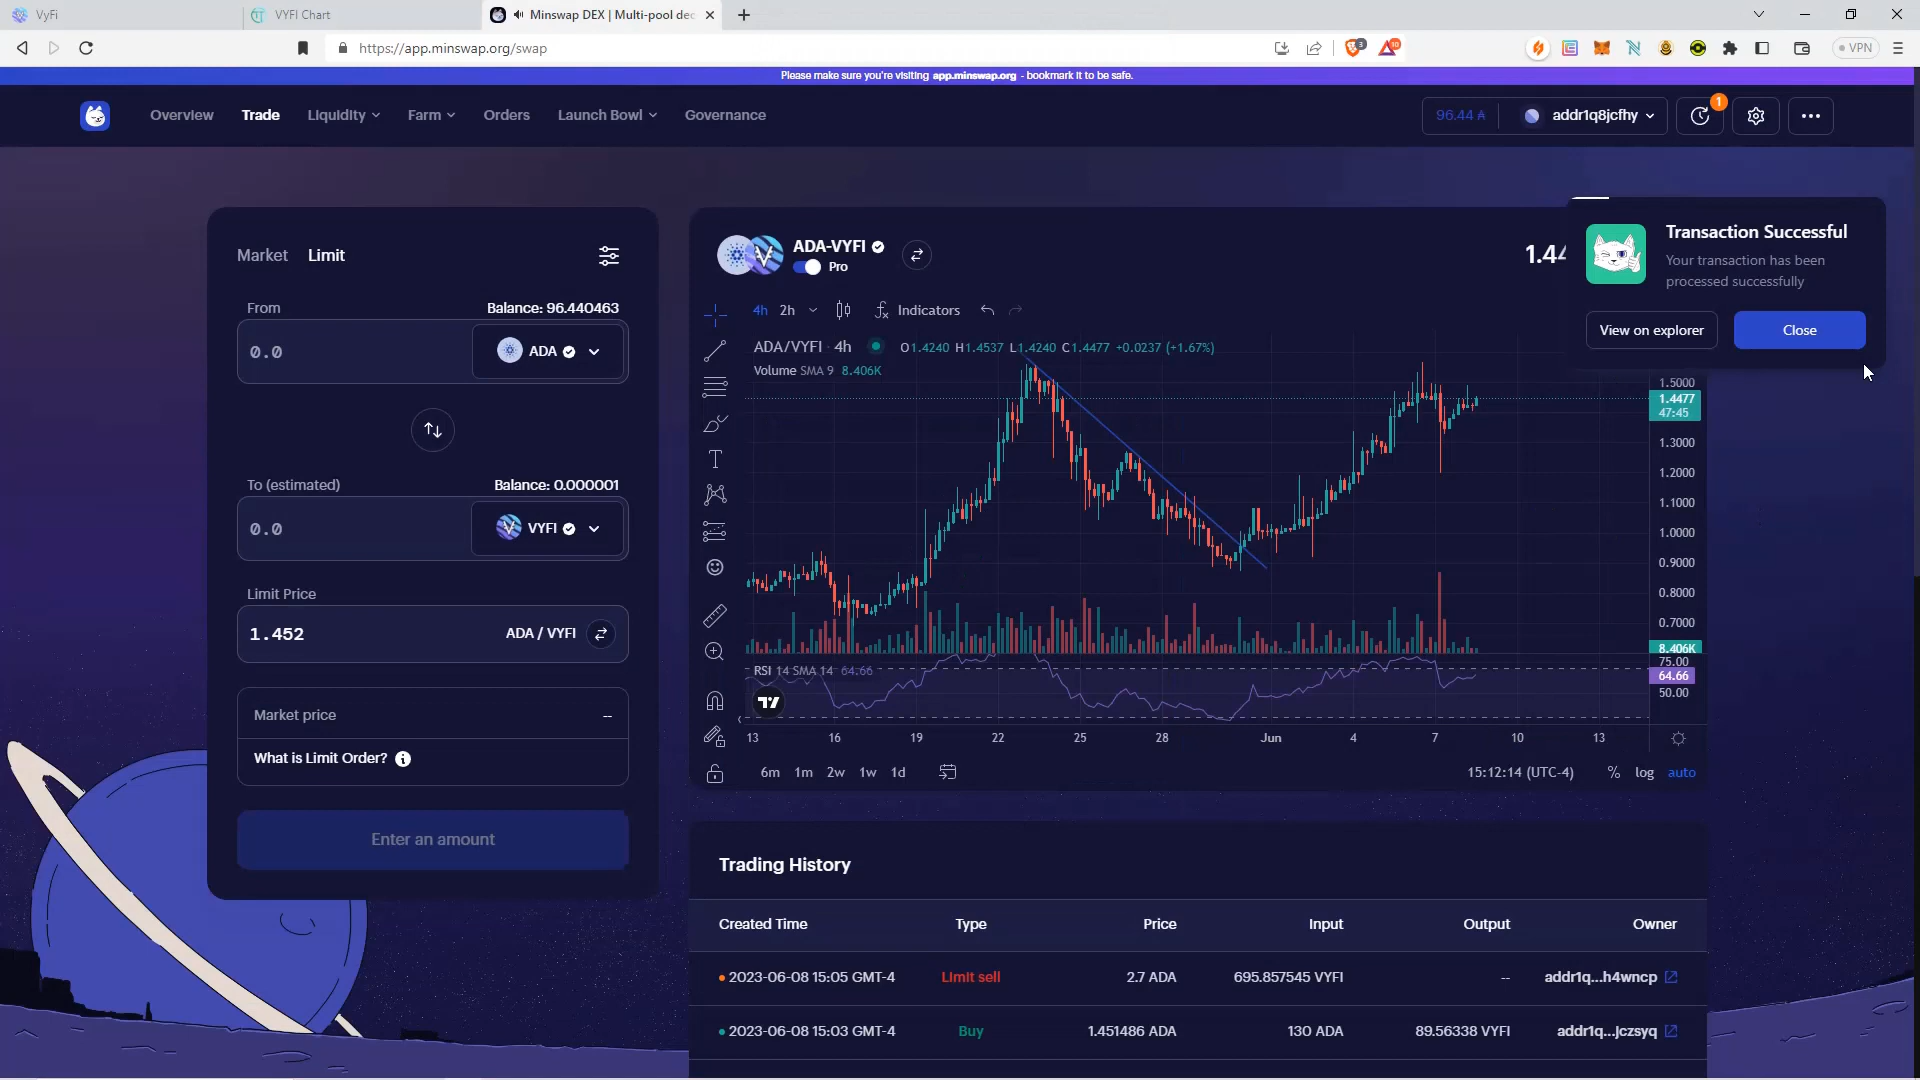 VyFi
VYFI Chart
Minswap DEX | Multi-pool dec
https://app.minswap.org/swap
3
10
VPN
Please make sure you're visiting app.minswap.org - bookmark it to be safe.
Overview
Trade
Liquidity
Farm
Orders
Launch Bowl
Governance
96.44 ₳
addr1q8jcfhy
1
Market
Limit
From
Balance: 96.440463
0.0
ADA
To (estimated)
Balance: 0.000001
0.0
VYFI
Limit Price
1.452
ADA / VYFI
Market price
--
What is Limit Order?
Enter an amount
ADA-VYFI
Pro
1.44
Transaction Successful
Your transaction has been
processed successfully
View on explorer
Close
4h
2h
Indicators
ADA/VYFI · 4h
O1.4240 H1.4537 L1.4240 C1.4477 +0.0237 (+1.67%)
Volume SMA 9 8.406K
1.5000
1.4477
47:45
1.3000
1.2000
1.1000
1.0000
0.9000
0.8000
0.7000
8.406K
75.00
64.66
50.00
RSI 14 SMA 14 64.66
13
16
19
22
25
28
Jun
4
7
10
13
6m
1m
2w
1w
1d
15:12:14 (UTC-4)
%
log
auto
Trading History
Created Time
Type
Price
Input
Output
Owner
2023-06-08 15:05 GMT-4
Limit sell
2.7 ADA
695.857545 VYFI
--
addr1q...h4wncp
2023-06-08 15:03 GMT-4
Buy
1.451486 ADA
130 ADA
89.56338 VYFI
addr1q...jczsyq